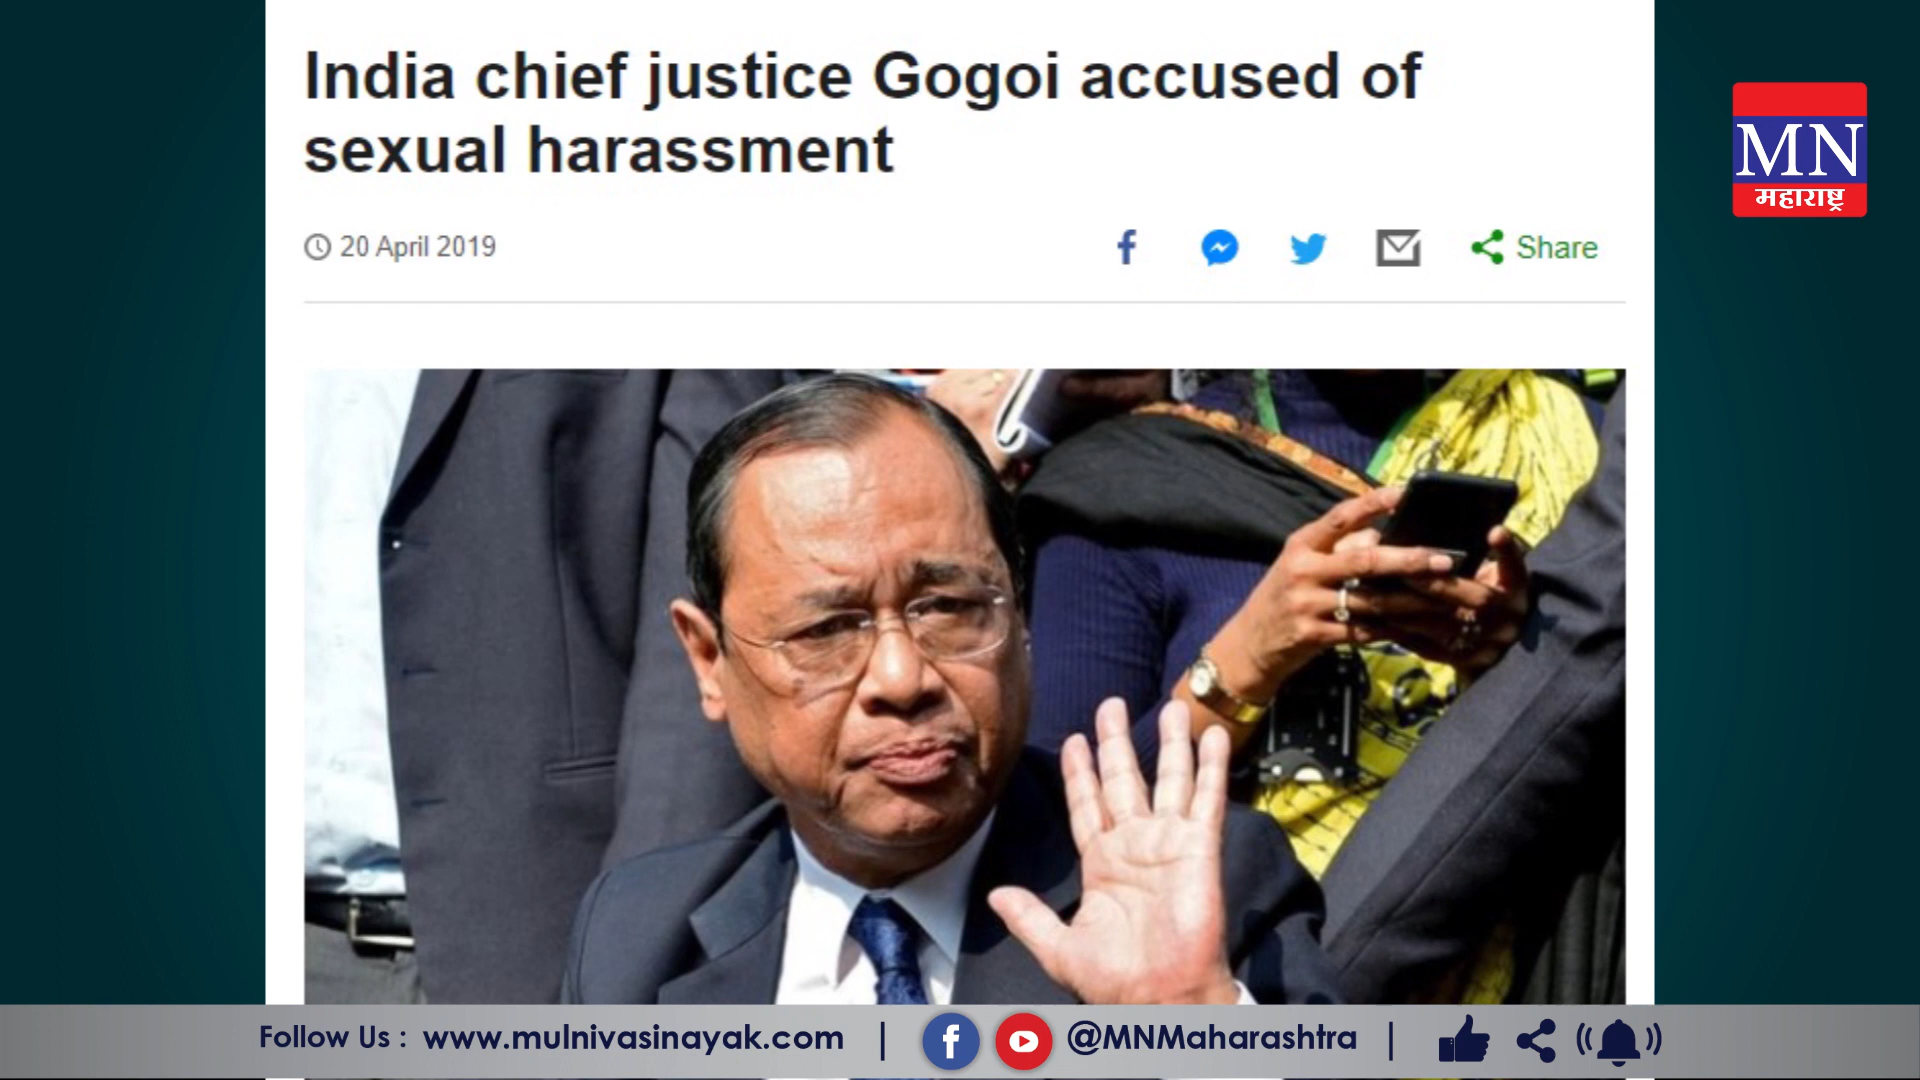 India chief justice Gogoi accused of
sexual harassment
20 April 2019
Share
MN
महाराष्ट्र
Follow Us : www.mulnivasinayak.com | @MNMaharashtra |